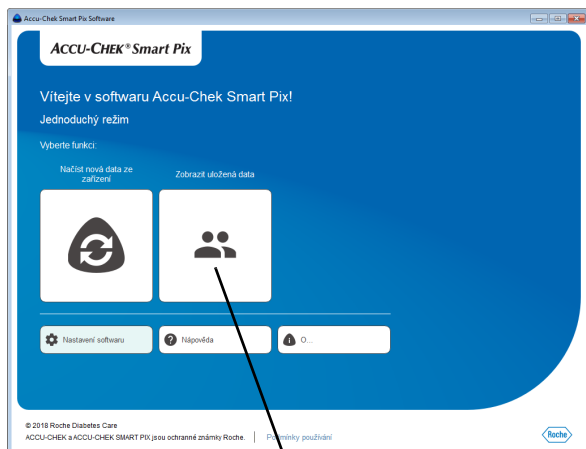 Accu-Chek Smart Pix Software
ACCU-CHEK® Smart Pix
Vítejte v softwaru Accu-Chek Smart Pix!
Jednoduchý režim
Vyberte funkci:
Načíst nová data ze
zařízení
Zobrazit uložená data
Nastavení softwaru
Nápověda
O...
© 2018 Roche Diabetes Care
ACCU-CHEK a ACCU-CHEK SMART PIX jsou ochranné známky Roche.
Podmínky používání
Roche